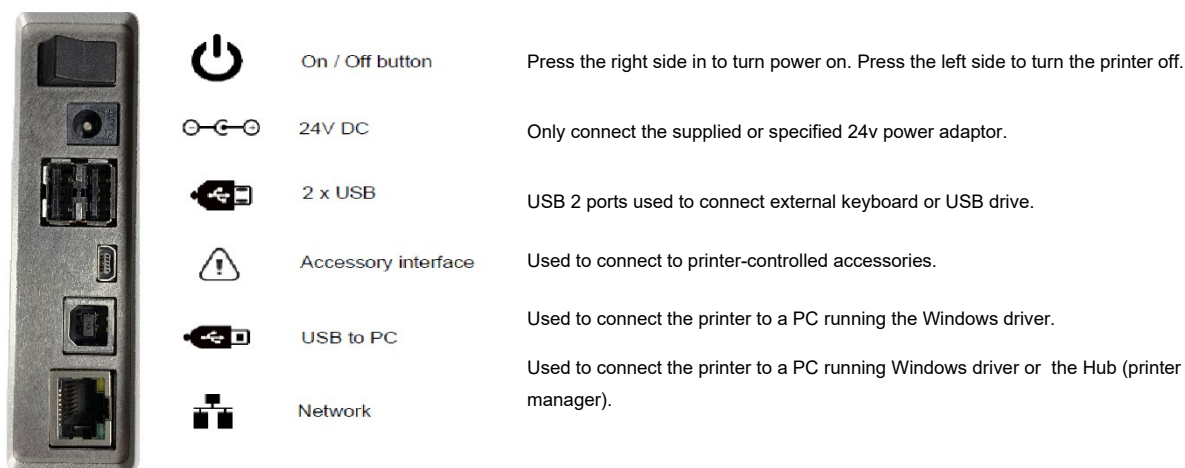 On / Off button
Press the right side in to turn power on. Press the left side to turn the printer off.
24V DC
Only connect the supplied or specified 24v power adaptor.
2 x USB
USB 2 ports used to connect external keyboard or USB drive.
Accessory interface
Used to connect to printer-controlled accessories.
USB to PC
Used to connect the printer to a PC running the Windows driver.
Network
Used to connect the printer to a PC running Windows driver or  the Hub (printer
manager).